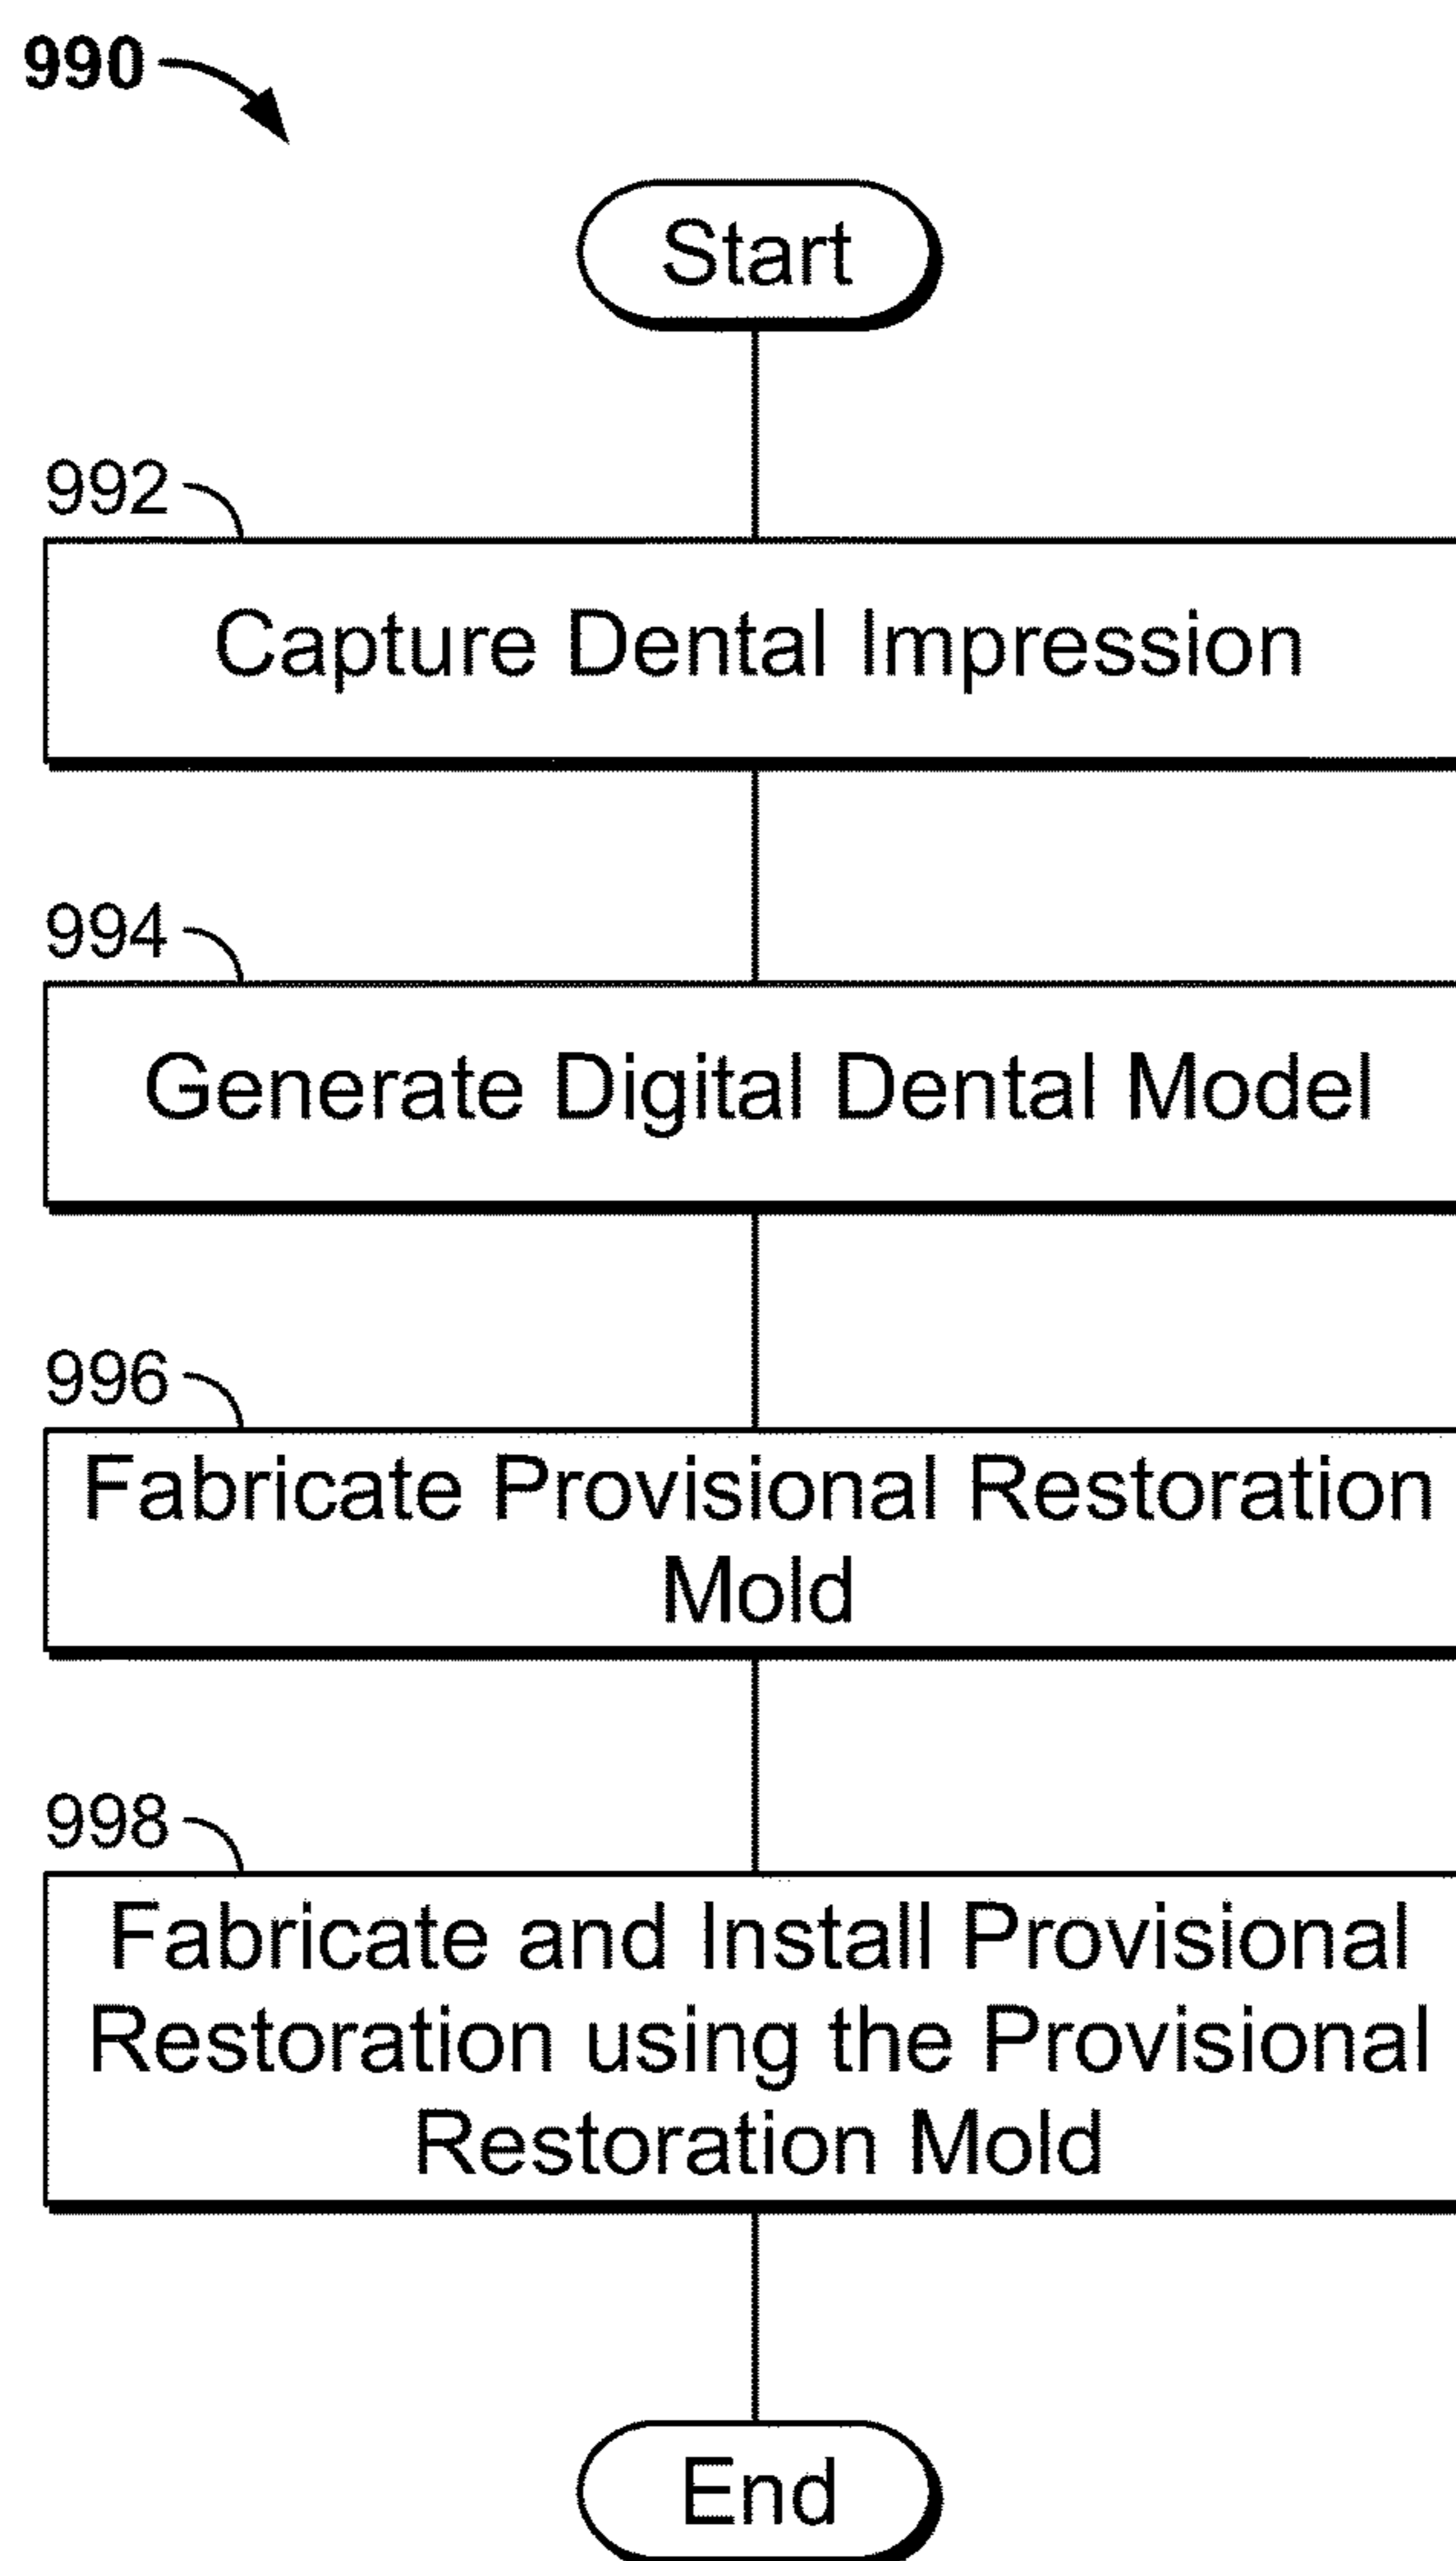 990
Start
992
Capture Dental Impression
994
Generate Digital Dental Model
996
Fabricate Provisional Restoration
Mold
998
Fabricate and Install Provisional
Restoration using the Provisional
Restoration Mold
End